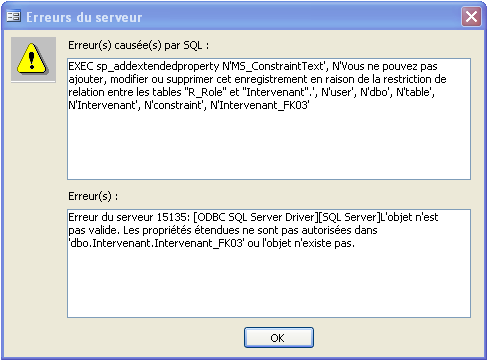 Erreurs du serveur
Erreur(s) causée(s) par SQL :
EXEC sp_addextendedproperty N'MS_ConstraintText', N'Vous ne pouvez pas
ajouter, modifier ou supprimer cet enregistrement en raison de la restriction de
relation entre les tables "R_Role" et "Intervenant".', N'user', N'dbo', N'table',
N'Intervenant', N'constraint', N'Intervenant_FK03'
Erreur(s) :
Erreur du serveur 15135: [ODBC SQL Server Driver][SQL Server]L'objet n'est
pas valide. Les propriétés étendues ne sont pas autorisées dans
'dbo.Intervenant.Intervenant_FK03' ou l'objet n'existe pas.
OK